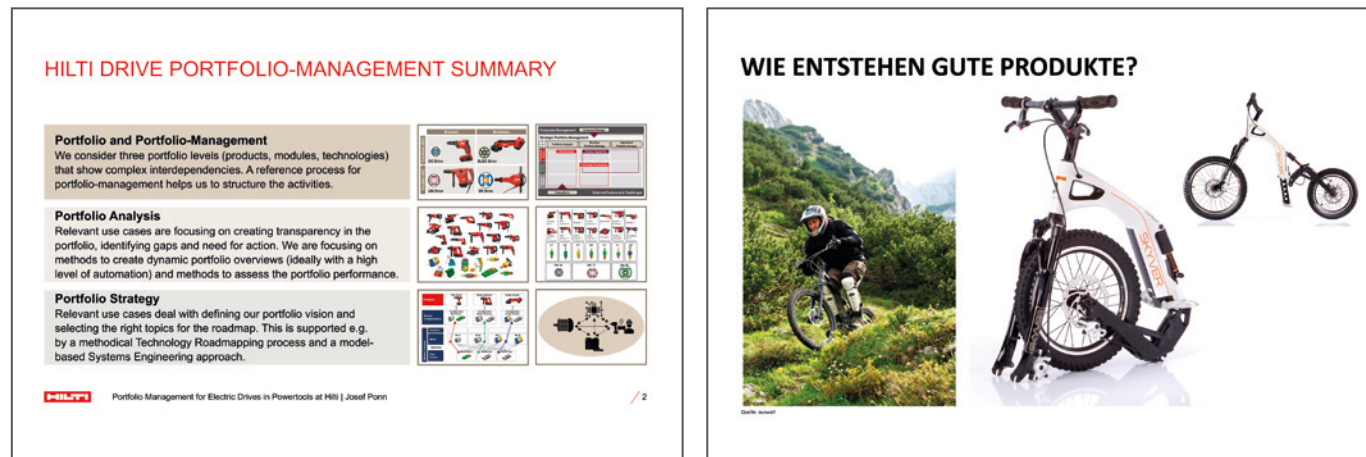 HILTI DRIVE PORTFOLIO-MANAGEMENT SUMMARY
Portfolio and Portfolio-Management
We consider three portfolio levels (products, modules, technologies)
that show complex interdependencies. A reference process for
portfolio-management helps us to structure the activities.
Portfolio Analysis
Relevant use cases are focusing on creating transparency in the
portfolio, identifying gaps and need for action. We are focusing on
methods to create dynamic portfolio overviews (ideally with a high
level of automation) and methods to assess the portfolio performance.
Portfolio Strategy
Relevant use cases deal with defining our portfolio vision and
selecting the right topics for the roadmap. This is supported e.g.
by a methodical Technology Roadmapping process and a model-
based Systems Engineering approach.
HILTI
Portfolio Management for Electric Drives in Powertools at Hilti | Josef Ponn
/ 2
WIE ENTSTEHEN GUTE PRODUKTE?
SKYVER